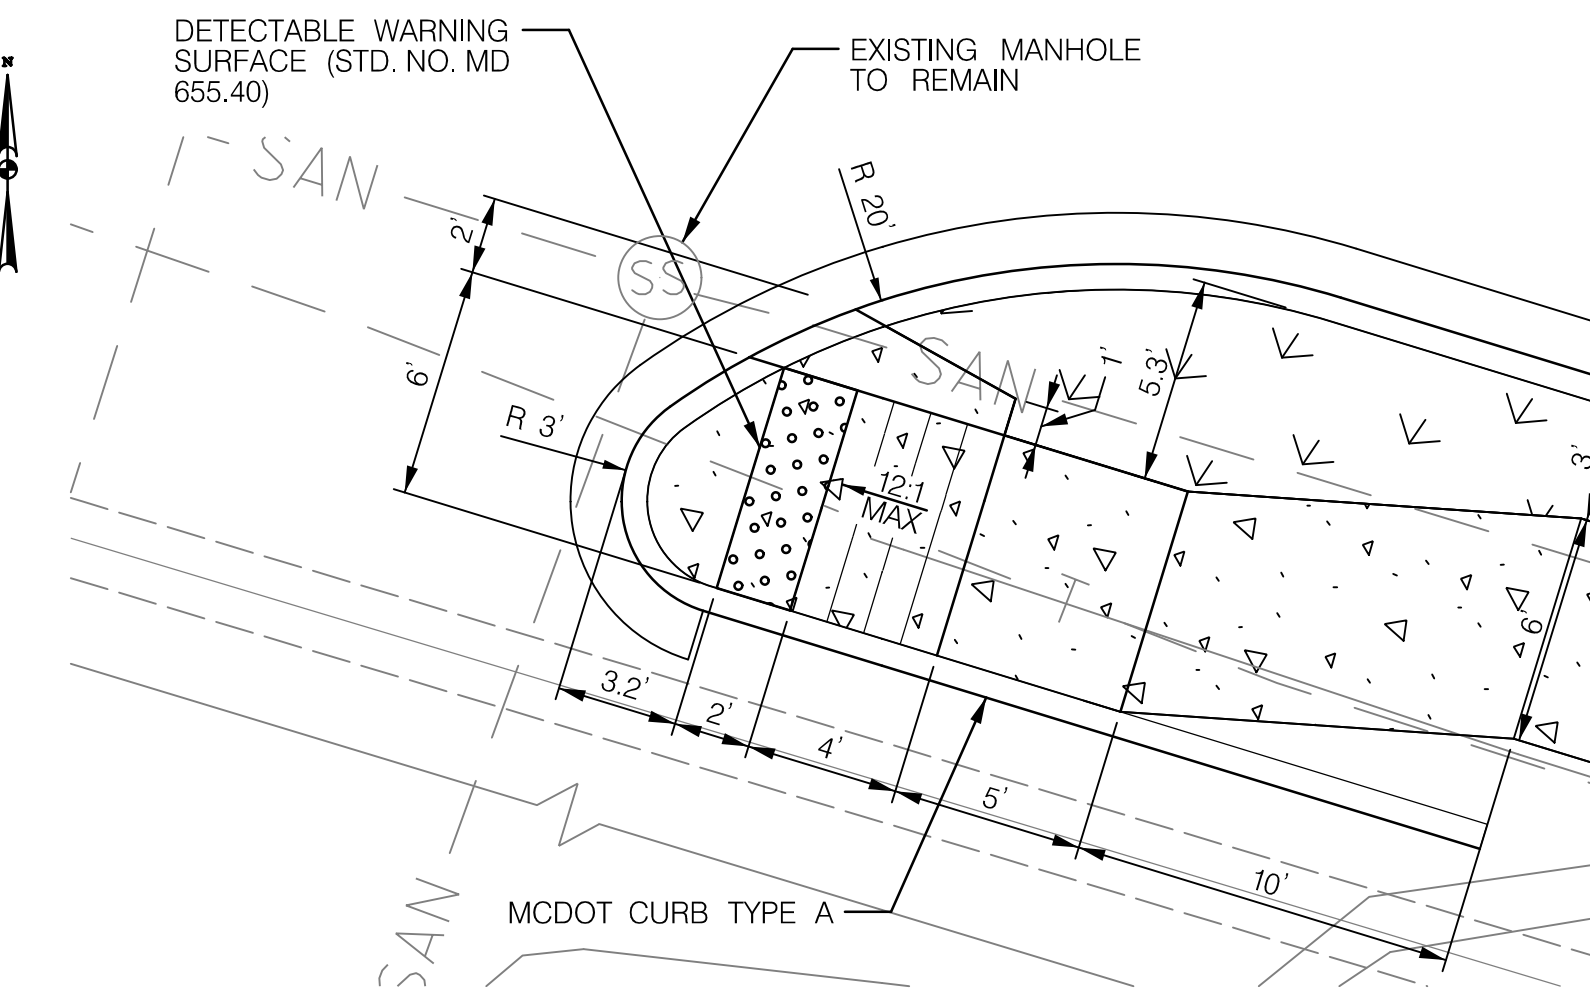 DETECTABLE WARNING
SURFACE (STD. NO. MD
655.40)
EXISTING MANHOLE
TO REMAIN
N
SAN
SS
R 20'
2'
6'
R 3'
SAN
1'
5.3'
3'
12:1
MAX
6'
3.2'
2'
4'
5'
10'
MCDOT CURB TYPE A
SAN